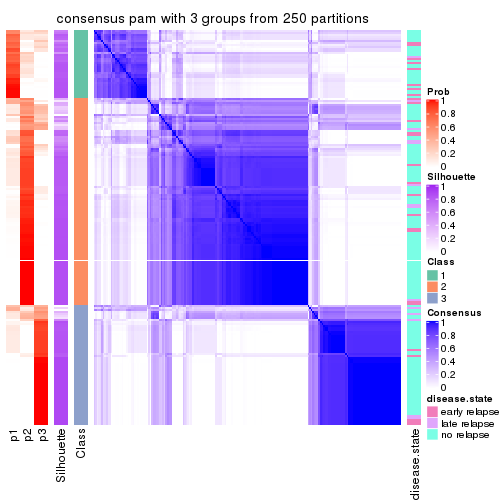 consensus pam with 3 groups from 250 partitions
Prob
1
0.8
0.6
0.4
0.2
0
Silhouette
1
0.8
0.6
0.4
0.2
0
Class
1
2
3
Consensus
1
0.8
0.6
0.4
0.2
0
disease.state
early relapse
late relapse
no relapse
p1
p2
p3
Silhouette
Class
disease.state